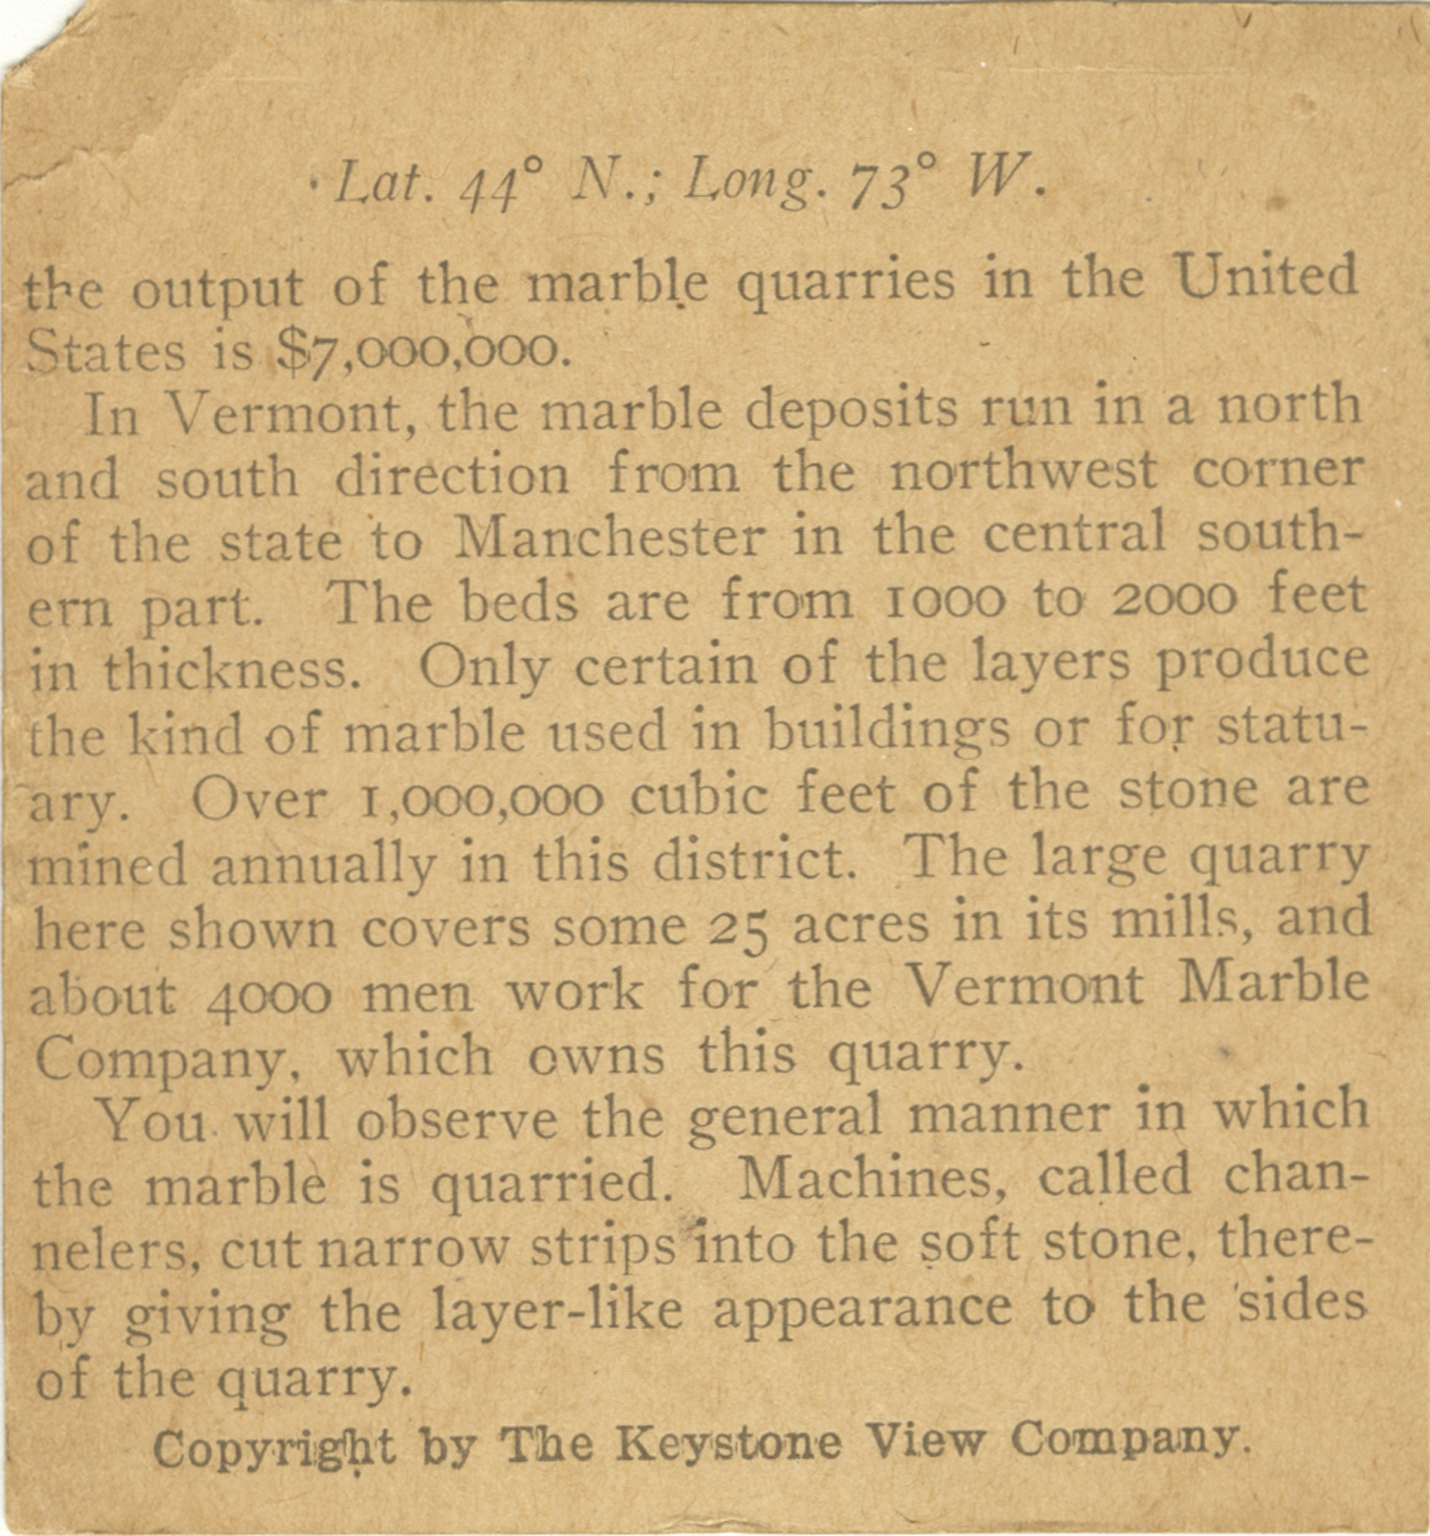 Lat. 44° N.; Long. 73° W.
the output of the marble quarries in the United
States is $7,000,000.
In Vermont, the marble deposits run in a north
and south direction from the northwest corner
of the state to Manchester in the central south-
ern part. The beds are from 1000 to 2000 feet
in thickness. Only certain of the layers produce
the kind of marble used in buildings or for statu-
ary. Over 1,000,000 cubic feet of the stone are
mined annually in this district. The large quarry
here shown covers some 25 acres in its mills, and
about 4000 men work for the Vermont Marble
Company, which owns this quarry.
You will observe the general manner in which
the marble is quarried. Machines, called chan-
nelers, cut narrow strips into the soft stone, there-
by giving the layer-like appearance to the sides
of the quarry.
Copyright by The Keystone View Company.